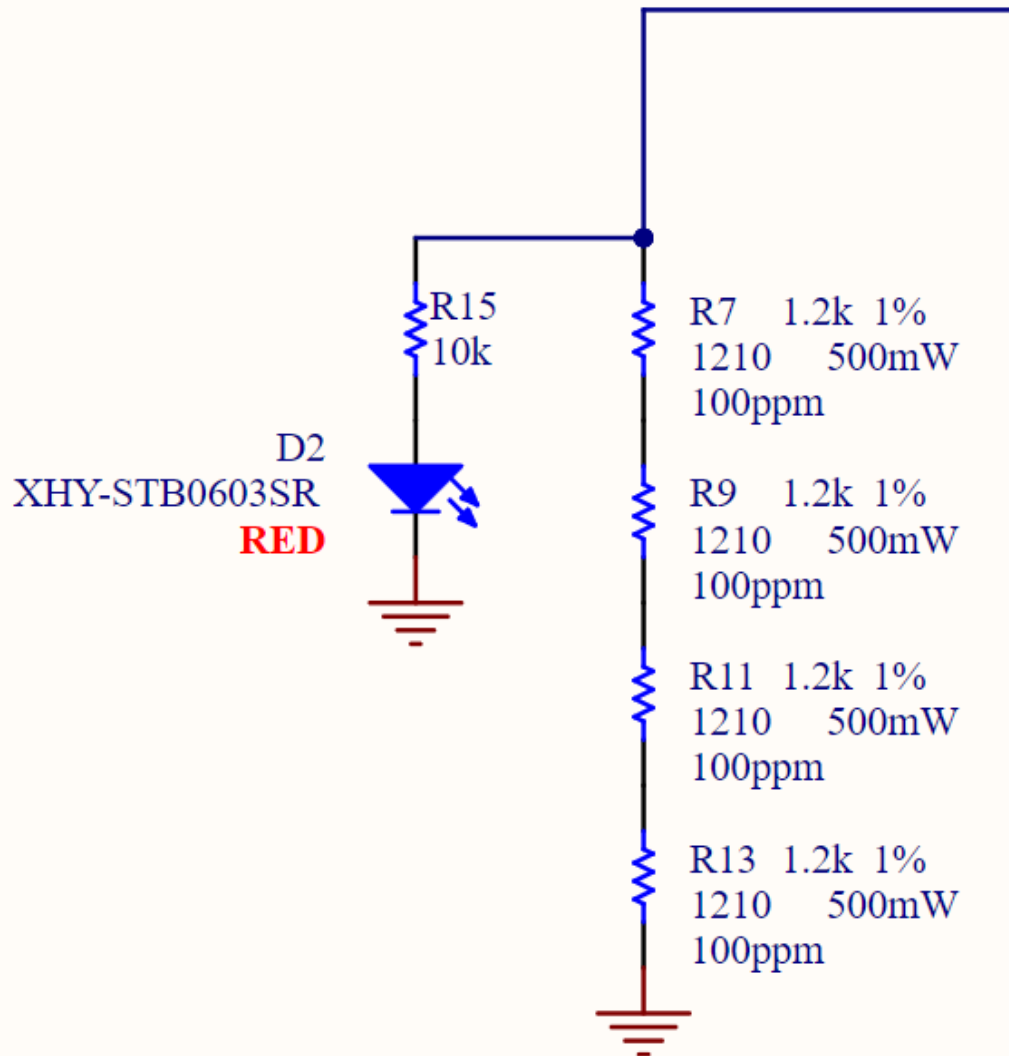 R15
10k
D2
XHY-STB0603SR
RED
R7 1.2k 1%
1210 500mW
100ppm
R9 1.2k 1%
1210 500mW
100ppm
R11 1.2k 1%
1210 500mW
100ppm
R13 1.2k 1%
1210 500mW
100ppm